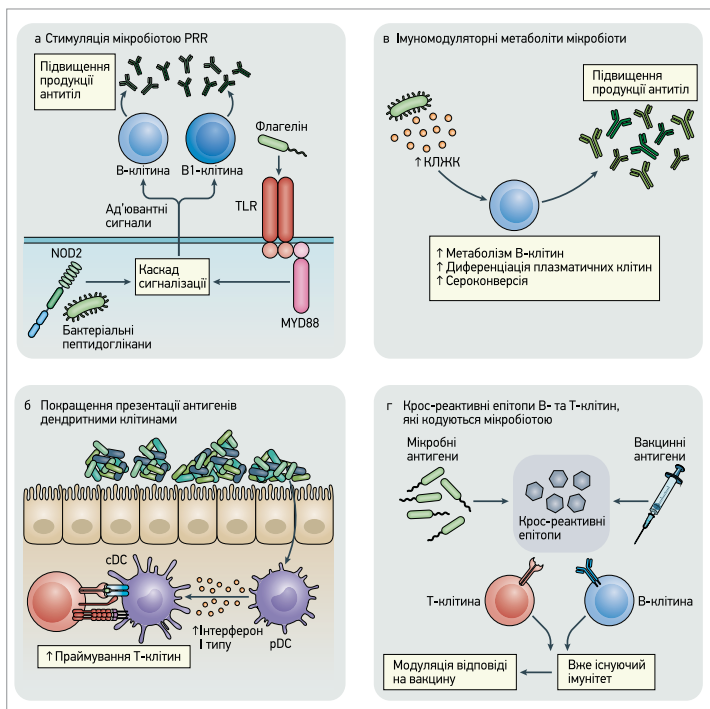 а Стимуляція мікробіотою PRR
Підвищення
продукції
антитіл
Флагелін
В-клітина
В1-клітина
Ад'ювантні
сигнали
TLR
NOD2
Каскад
сигналізації
Бактеріальні
пептидоглікани
MYD88
в Імуномодуляторні метаболіти мікробіоти
Підвищення
продукції антитіл
↑ КЛЖК
↑ Метаболізм В-клітин
↑ Диференціація плазматичних клітин
↑ Сероконверсія
б Покращення презентації антигенів
дендритними клітинами
cDC
↑Інтерферон
І типу
pDC
↑ Праймування Т-клітин
г Крос-реактивні епітопи В- та Т-клітин,
які кодуються мікробіотою
Мікробні
антигени
Вакцинні
антигени
Крос-реактивні
епітопи
Т-клітина
В-клітина
Модуляція відповіді
на вакцину
Вже існуючий
імунітет